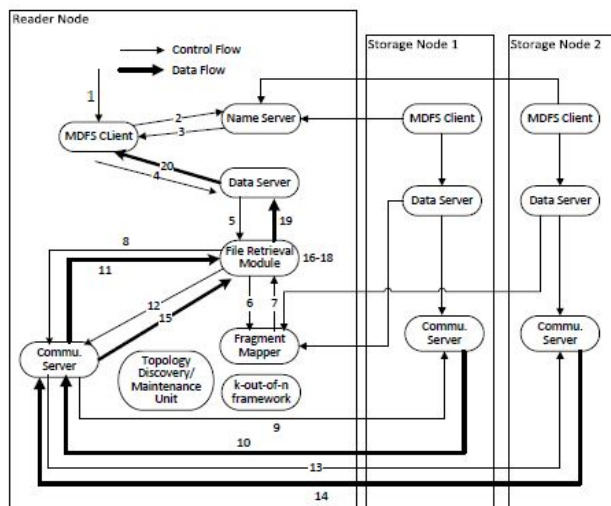 Reader Node
Control Flow
Data Flow
Storage Node 1
Storage Node 2
1
MDFS CLient
2
3
Name Server
MDFS Client
MDFS Client
20
4
Data Server
Data Server
Data Server
5
19
8
File Retrieval
Module
16-18
11
12
15
6
7
Commu.
Server
Fragment
Mapper
Commu.
Server
Commu.
Server
Topology
Discovery/
Maintenance
Unit
k-out-of-n
framework
9
10
13
14